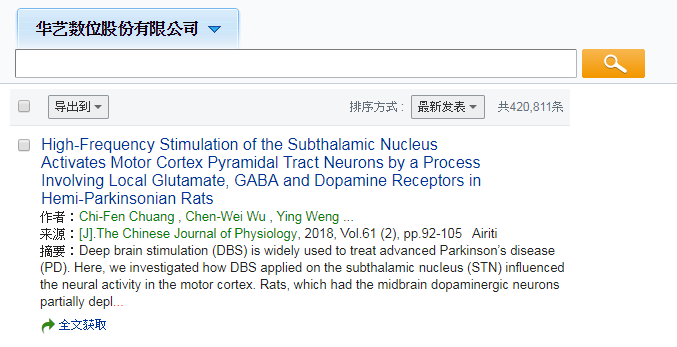 华艺数位股份有限公司
导出到
排序方式 :
最新发表
共420,811条
High-Frequency Stimulation of the Subthalamic Nucleus
Activates Motor Cortex Pyramidal Tract Neurons by a Process
Involving Local Glutamate, GABA and Dopamine Receptors in
Hemi-Parkinsonian Rats
作者：Chi-Fen Chuang , Chen-Wei Wu , Ying Weng ...
来源：[J].The Chinese Journal of Physiology, 2018, Vol.61 (2), pp.92-105 Airiti
摘要：Deep brain stimulation (DBS) is widely used to treat advanced Parkinson’s disease
(PD). Here, we investigated how DBS applied on the subthalamic nucleus (STN) influenced
the neural activity in the motor cortex. Rats, which had the midbrain dopaminergic neurons
partially depl...
全文获取